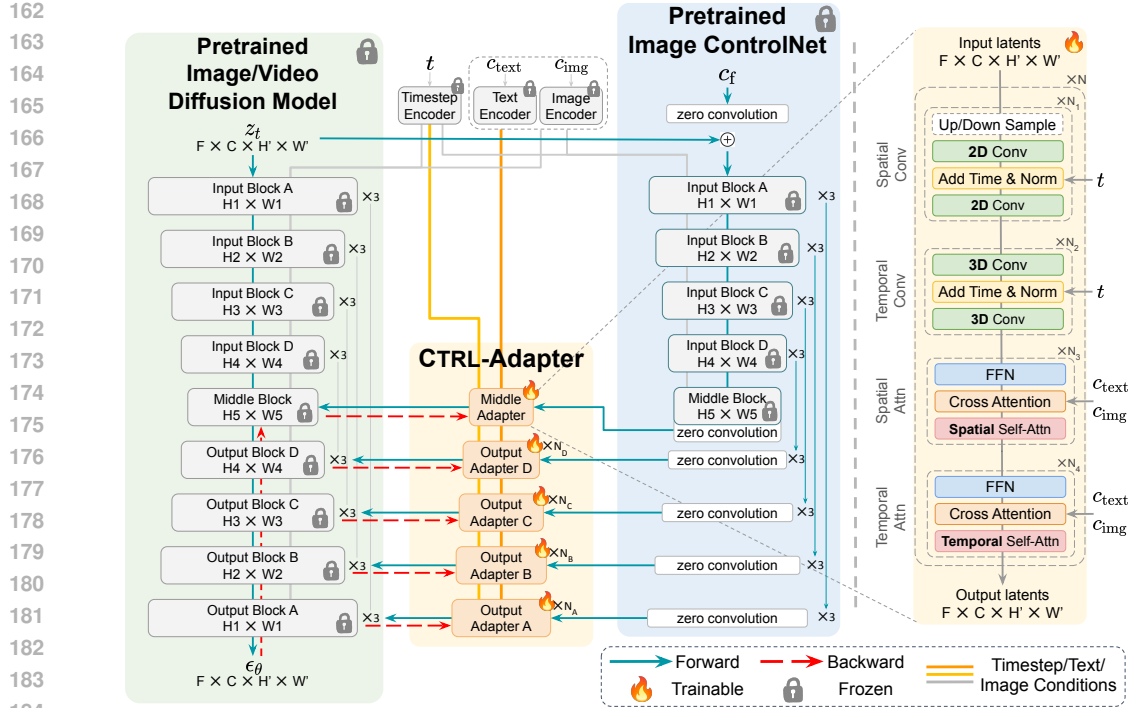 162
163
164
165
166
167
168
169
170
171
172
173
174
175
176
177
178
179
180
181
182
183
Pretrained
Image/Video
Diffusion Model
z_t
F × C × H' × W'
Input Block A
H1 × W1
×3
Input Block B
H2 × W2
×3
Input Block C
H3 × W3
×3
Input Block D
H4 × W4
×3
Middle Block
H5 × W5
Output Block D
H4 × W4
×3
Output Block C
H3 × W3
×3
Output Block B
H2 × W2
×3
Output Block A
H1 × W1
×3
ϵ_θ
F × C × H' × W'
t
Timestep
Encoder
c_text
Text
Encoder
c_img
Image
Encoder
CTRL-Adapter
Middle
Adapter
Output
Adapter D
×N_D
Output
Adapter C
×N_C
Output
Adapter B
×N_B
Output
Adapter A
×N_A
Pretrained
Image ControlNet
c_f
zero convolution
+
Input Block A
H1 × W1
×3
Input Block B
H2 × W2
×3
Input Block C
H3 × W3
×3
Input Block D
H4 × W4
×3
Middle Block
H5 × W5
zero convolution
zero convolution
×3
zero convolution
×3
zero convolution
×3
zero convolution
×3
Input latents
F × C × H' × W'
×N
Spatial
Conv
×N_1
Up/Down Sample
2D Conv
Add Time & Norm
t
2D Conv
Temporal
Conv
×N_2
3D Conv
Add Time & Norm
t
3D Conv
Spatial
Attn
×N_3
FFN
Cross Attention
c_text
c_img
Spatial Self-Attn
Temporal
Attn
×N_4
FFN
Cross Attention
c_text
c_img
Temporal Self-Attn
Output latents
F × C × H' × W'
Forward
Backward
Timestep/Text/
Image Conditions
Trainable
Frozen